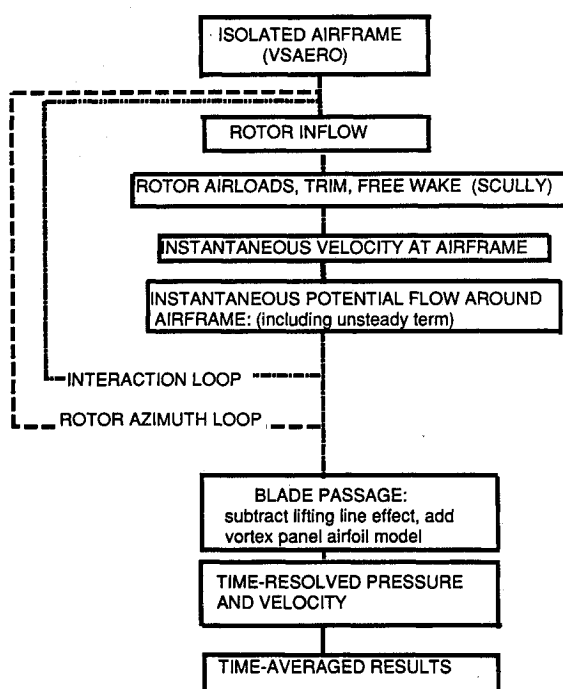 ISOLATED AIRFRAME
(VSAERO)
ROTOR INFLOW
ROTOR AIRLOADS, TRIM, FREE WAKE (SCULLY)
INSTANTANEOUS VELOCITY AT AIRFRAME
INSTANTANEOUS POTENTIAL FLOW AROUND
AIRFRAME: (including unsteady term)
INTERACTION LOOP
ROTOR AZIMUTH LOOP
BLADE PASSAGE:
subtract lifting line effect, add
vortex panel airfoil model
TIME-RESOLVED PRESSURE
AND VELOCITY
TIME-AVERAGED RESULTS